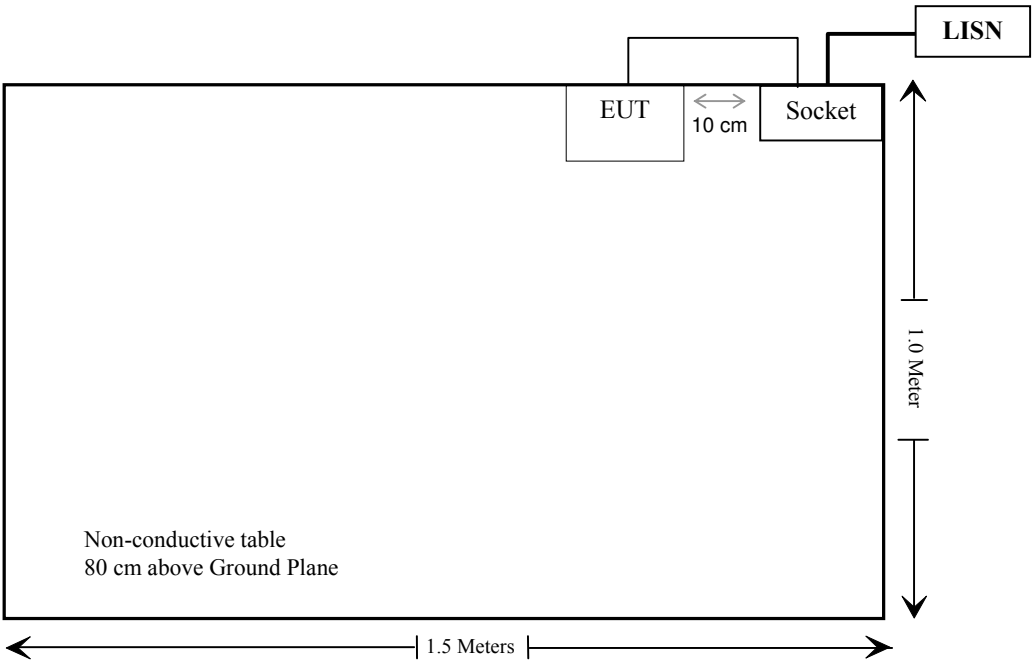 LISN
EUT
10 cm
Socket
1.0 Meter
Non-conductive table
80 cm above Ground Plane
1.5 Meters